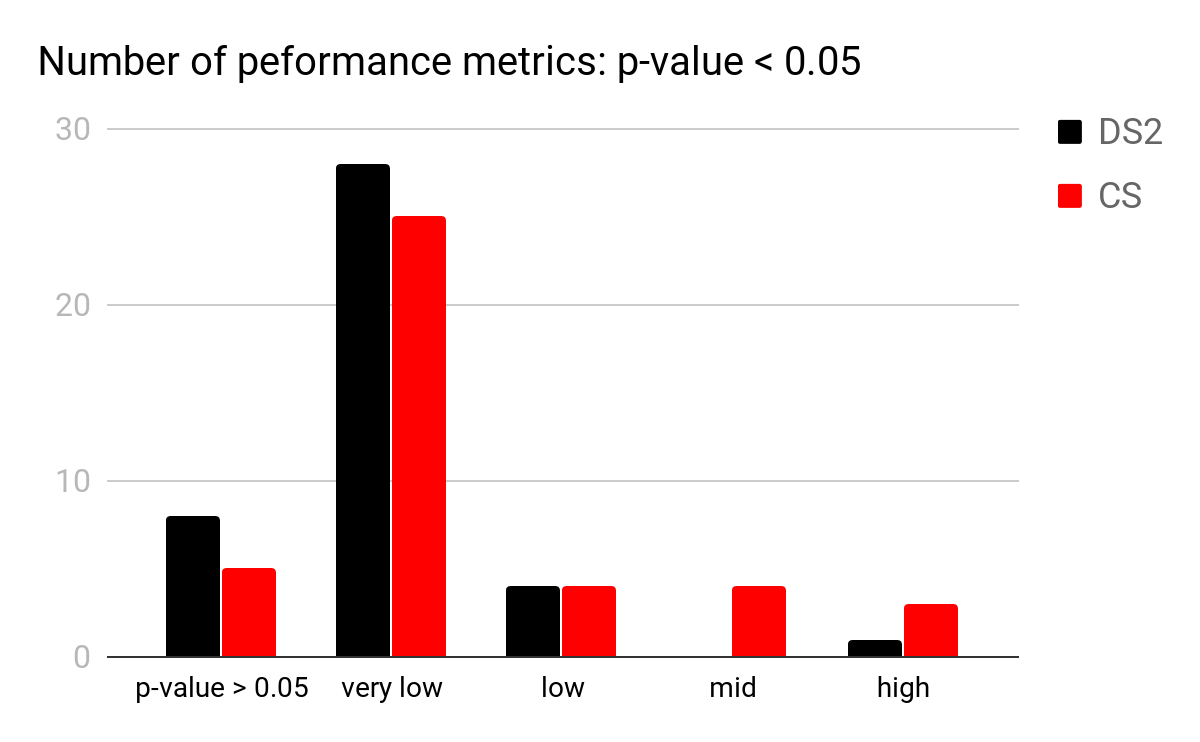 Number of peformance metrics: p-value < 0.05
30
20
10
0
DS2
CS
p-value > 0.05 very low low mid high